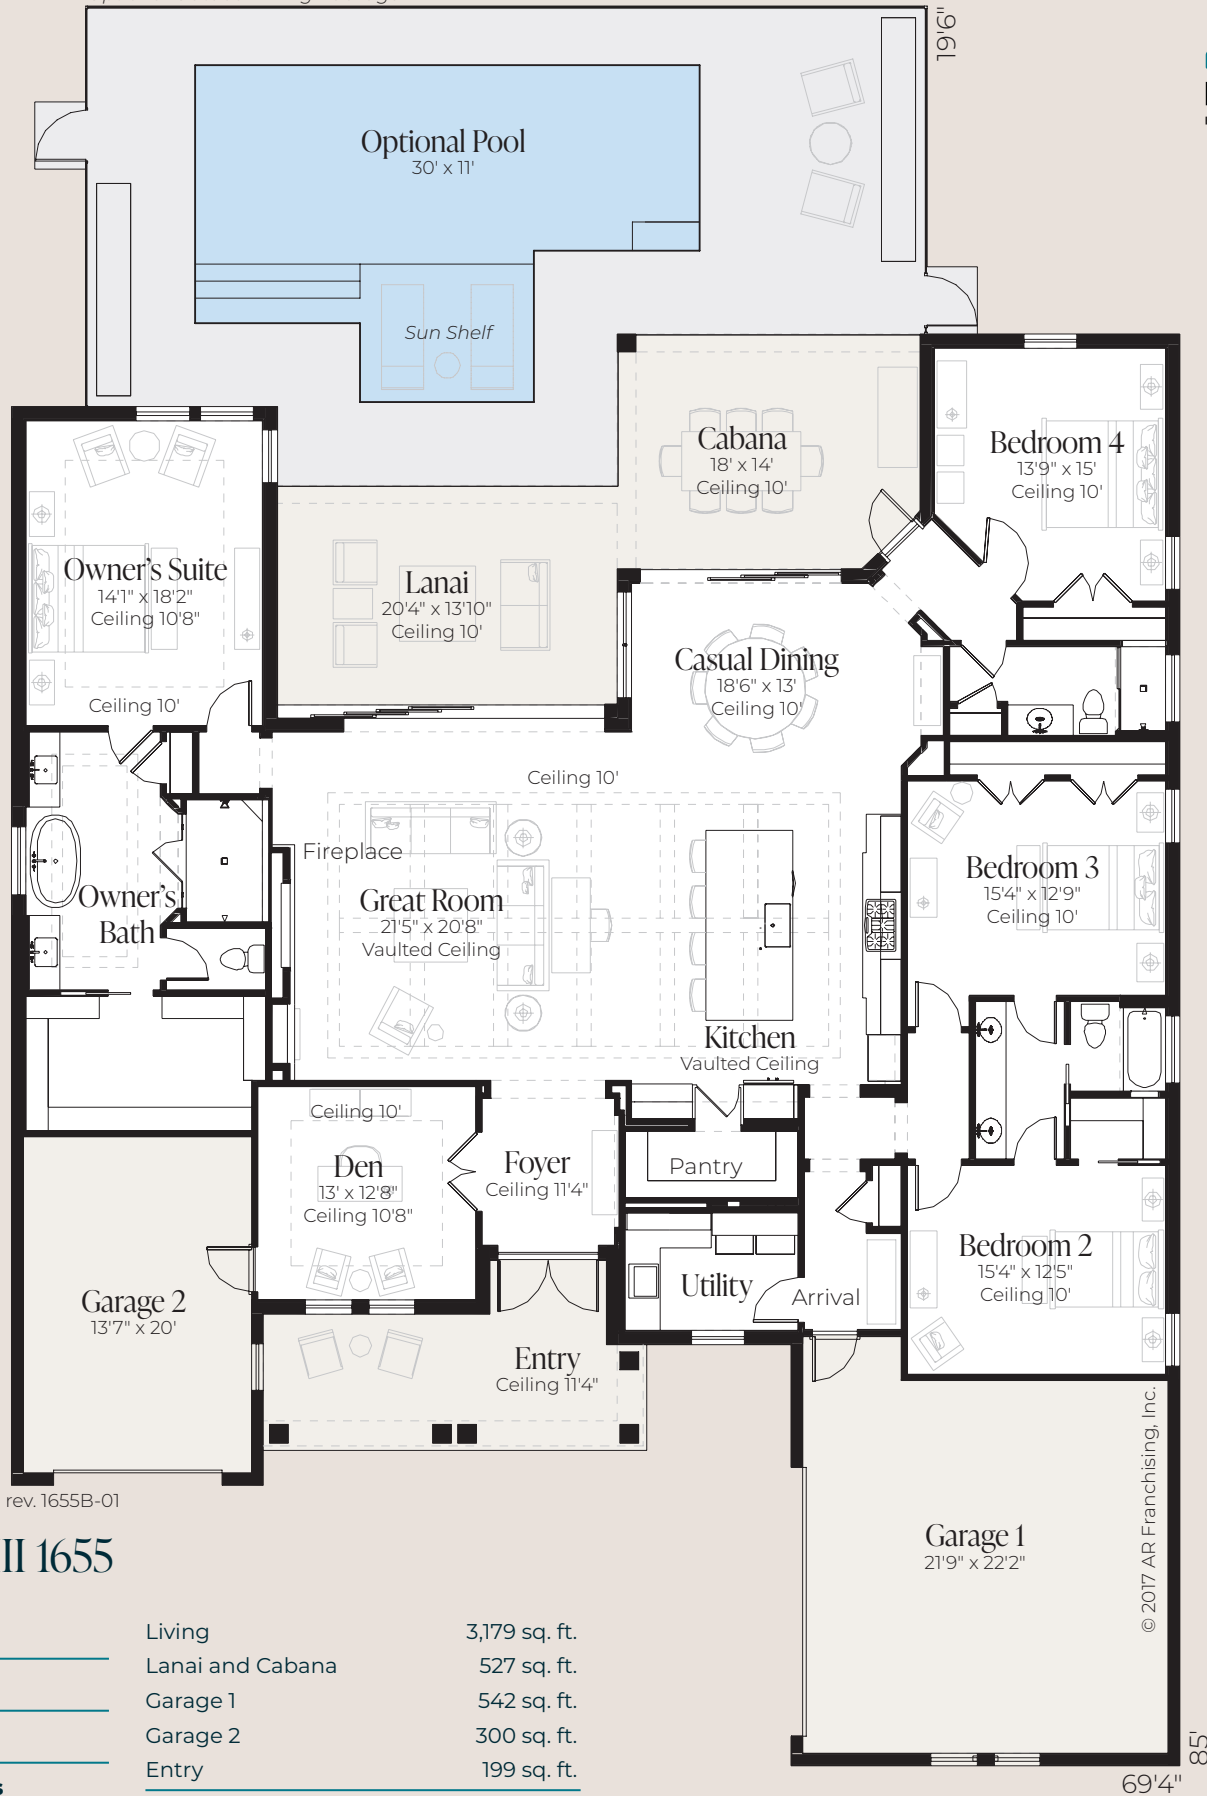 19'6"
Optional Pool
30' x 11'
Sun Shelf
Cabana
18' x 14'
Ceiling 10'
Bedroom 4
13'9" x 15'
Ceiling 10'
Owner's Suite
14'1" x 18'2"
Ceiling 10'8"
Ceiling 10'
Lanai
20'4" x 13'10"
Ceiling 10'
Casual Dining
18'6" x 13'
Ceiling 10'
Ceiling 10'
Fireplace
Great Room
21'5" x 20'8"
Vaulted Ceiling
Owner's
Bath
Bedroom 3
15'4" x 12'9"
Ceiling 10'
Kitchen
Vaulted Ceiling
Ceiling 10'
Den
13' x 12'8"
Ceiling 10'8"
Foyer
Ceiling 11'4"
Pantry
Utility
Arrival
Bedroom 2
15'4" x 12'5"
Ceiling 10'
Garage 2
13'7" x 20'
Entry
Ceiling 11'4"
Garage 1
21'9" x 22'2"
© 2017 AR Franchising, Inc.
rev. 1655B-01
II 1655
Living 3,179 sq. ft.
Lanai and Cabana 527 sq. ft.
Garage 1 542 sq. ft.
Garage 2 300 sq. ft.
Entry 199 sq. ft.
85'
69'4"